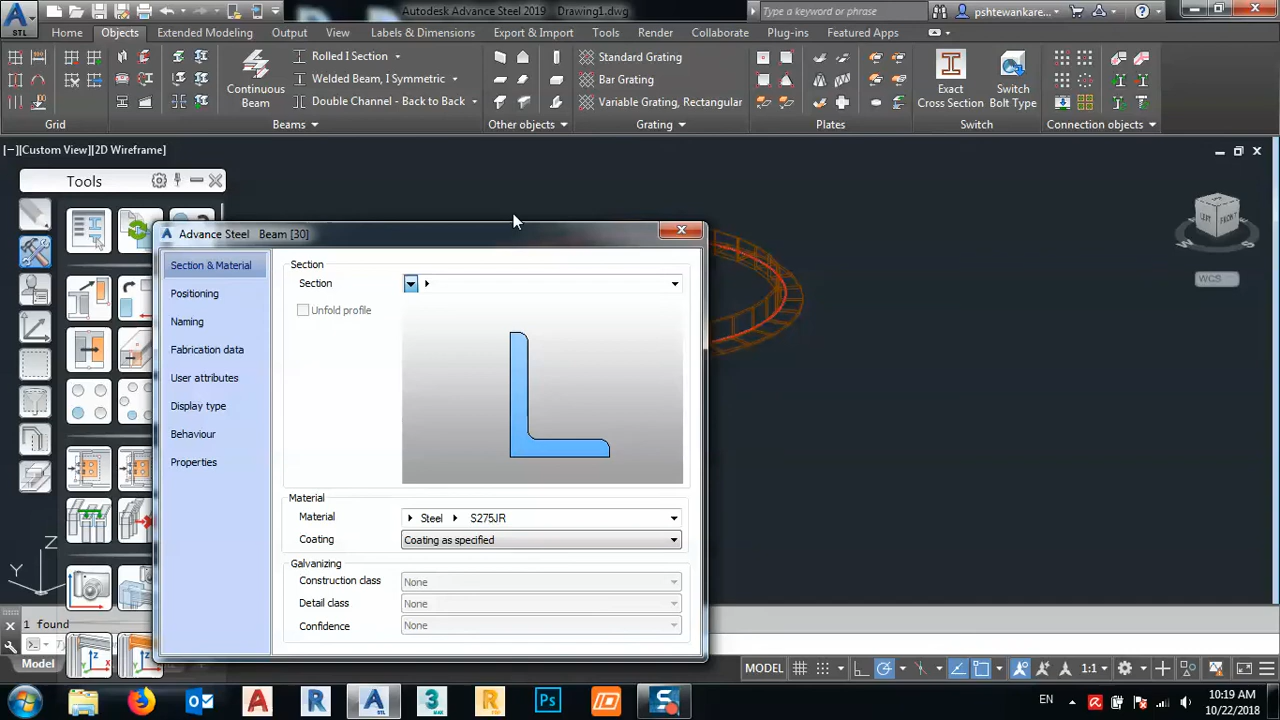 Autodesk Advance Steel 2019   Drawing1.dwg
Type a keyword or phrase
pshtewankare...
STL
Home Objects Extended Modeling Output View Labels & Dimensions Export & Import Tools Render Collaborate Plug-ins Featured Apps
Rolled I Section
Welded Beam, I Symmetric
Double Channel - Back to Back
Continuous
Beam
Standard Grating
Bar Grating
Variable Grating, Rectangular
Exact
Cross Section
Switch
Bolt Type
Grid Beams Other objects Grating Plates Switch Connection objects
[−][Custom View][2D Wireframe]
Tools
LEFT FRONT
WCS
Advance Steel   Beam [30]
Section & Material
Positioning
Naming
Fabrication data
User attributes
Display type
Behaviour
Properties
Section
Section
Unfold profile
Material
Material Steel S275JR
Coating Coating as specified
Galvanizing
Construction class None
Detail class None
Confidence None
Z
Y
X
1 found
Model
MODEL
1:1
EN
10:19 AM
10/22/2018